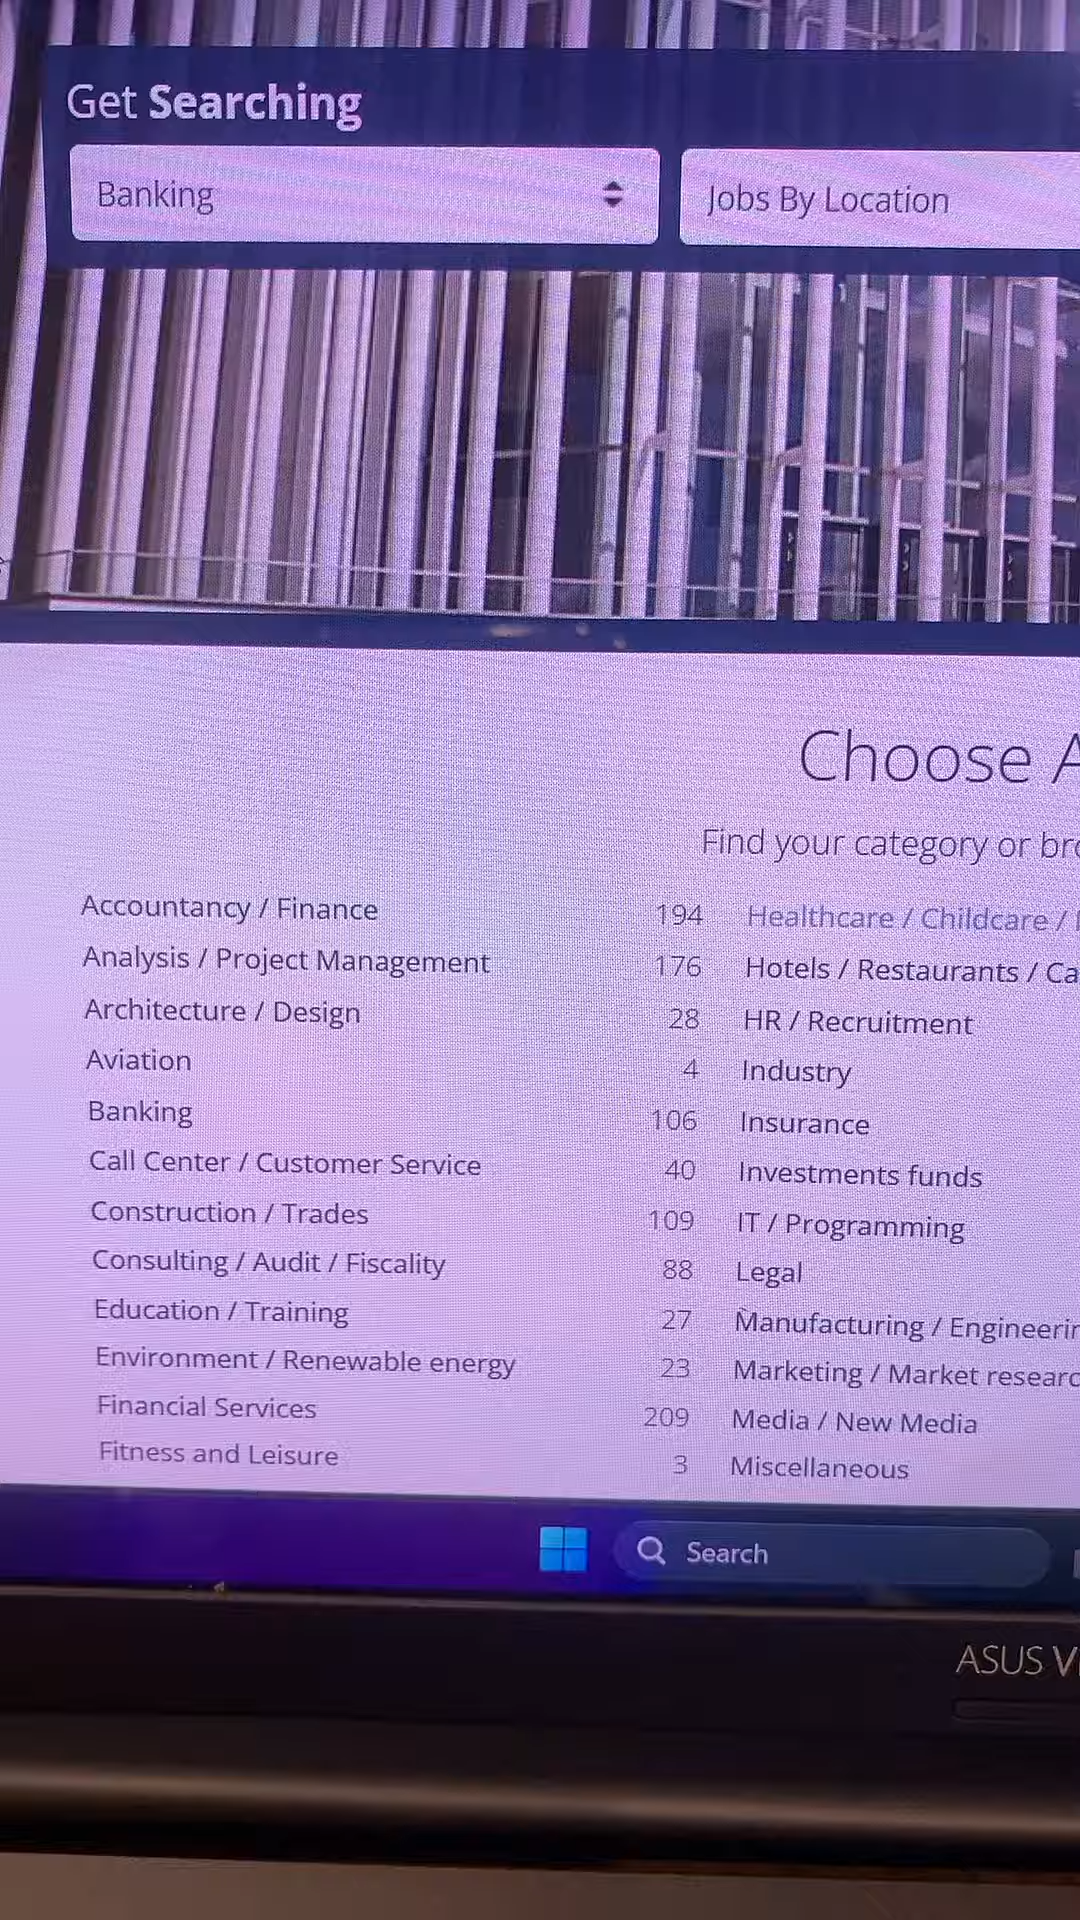 Get Searching
Banking
Jobs By Location
Choose
Find your category or
Accountancy / Finance 194 Healthcare / Childcare /
Analysis / Project Management 176 Hotels / Restaurants /
Architecture / Design 28 HR / Recruitment
Aviation 4 Industry
Banking 106 Insurance
Call Center / Customer Service 40 Investments funds
Construction / Trades 109 IT / Programming
Consulting / Audit / Fiscality 88 Legal
Education / Training 27 Manufacturing /
Environment / Renewable energy 23 Marketing / Market
Financial Services 209 Media / New Media
Fitness and Leisure 3 Miscellaneous
Search
ASUS